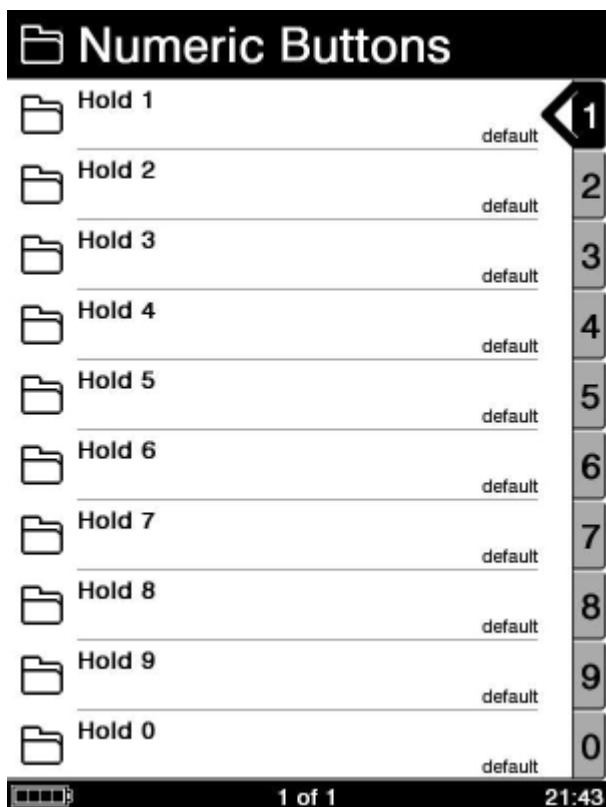 Numeric Buttons
Hold 1
default
1
Hold 2
default
2
Hold 3
default
3
Hold 4
default
4
Hold 5
default
5
Hold 6
default
6
Hold 7
default
7
Hold 8
default
8
Hold 9
default
9
Hold 0
default
0
1 of 1
21:43